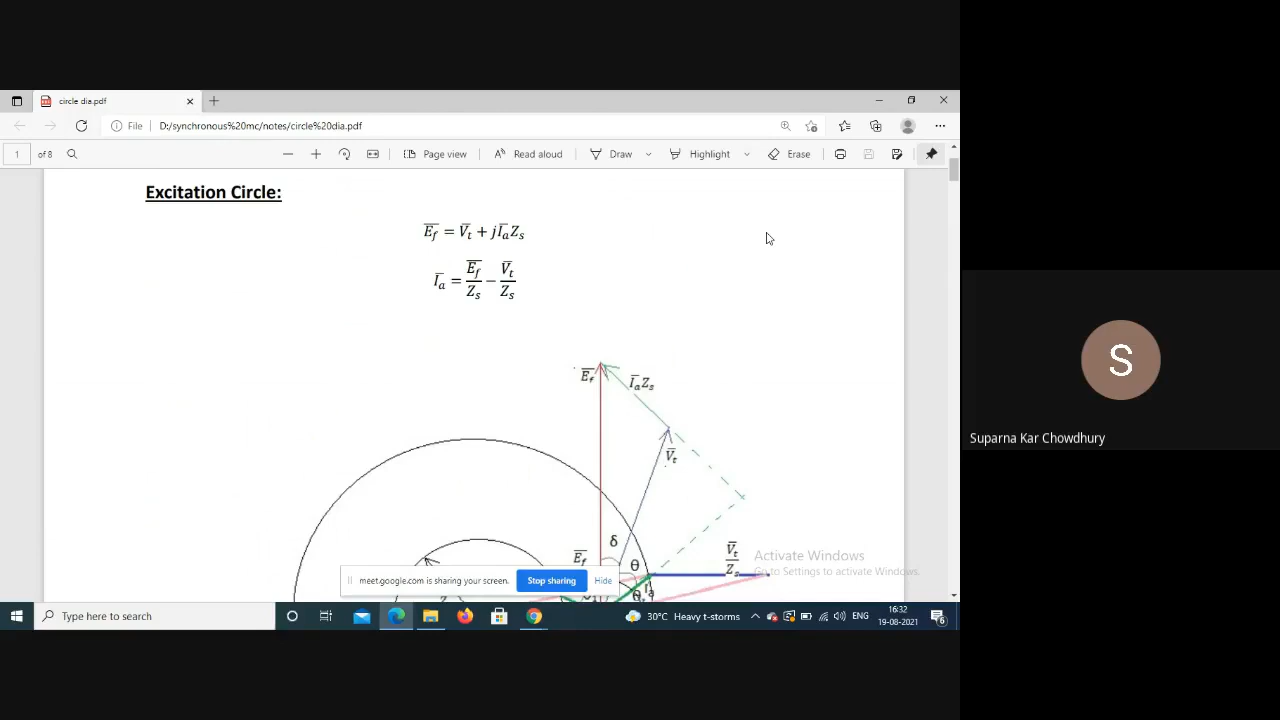 circle dia.pdf
File D:/synchronous%20mc/notes/circle%20dia.pdf
1 of 8 Page view Read aloud Draw Highlight Erase
Excitation Circle:
E̅f = V̅t + jI̅aZs
I̅a = E̅f/Zs − V̅t/Zs
E̅f
I̅aZs
V̅t
δ
E̅f
θ
V̅t
Zs
Activate Windows
Go to Settings to activate Windows.
meet.google.com is sharing your screen. Stop sharing Hide
Type here to search
30°C Heavy t-storms ENG
16:32
19-08-2021
6
S
Suparna Kar Chowdhury